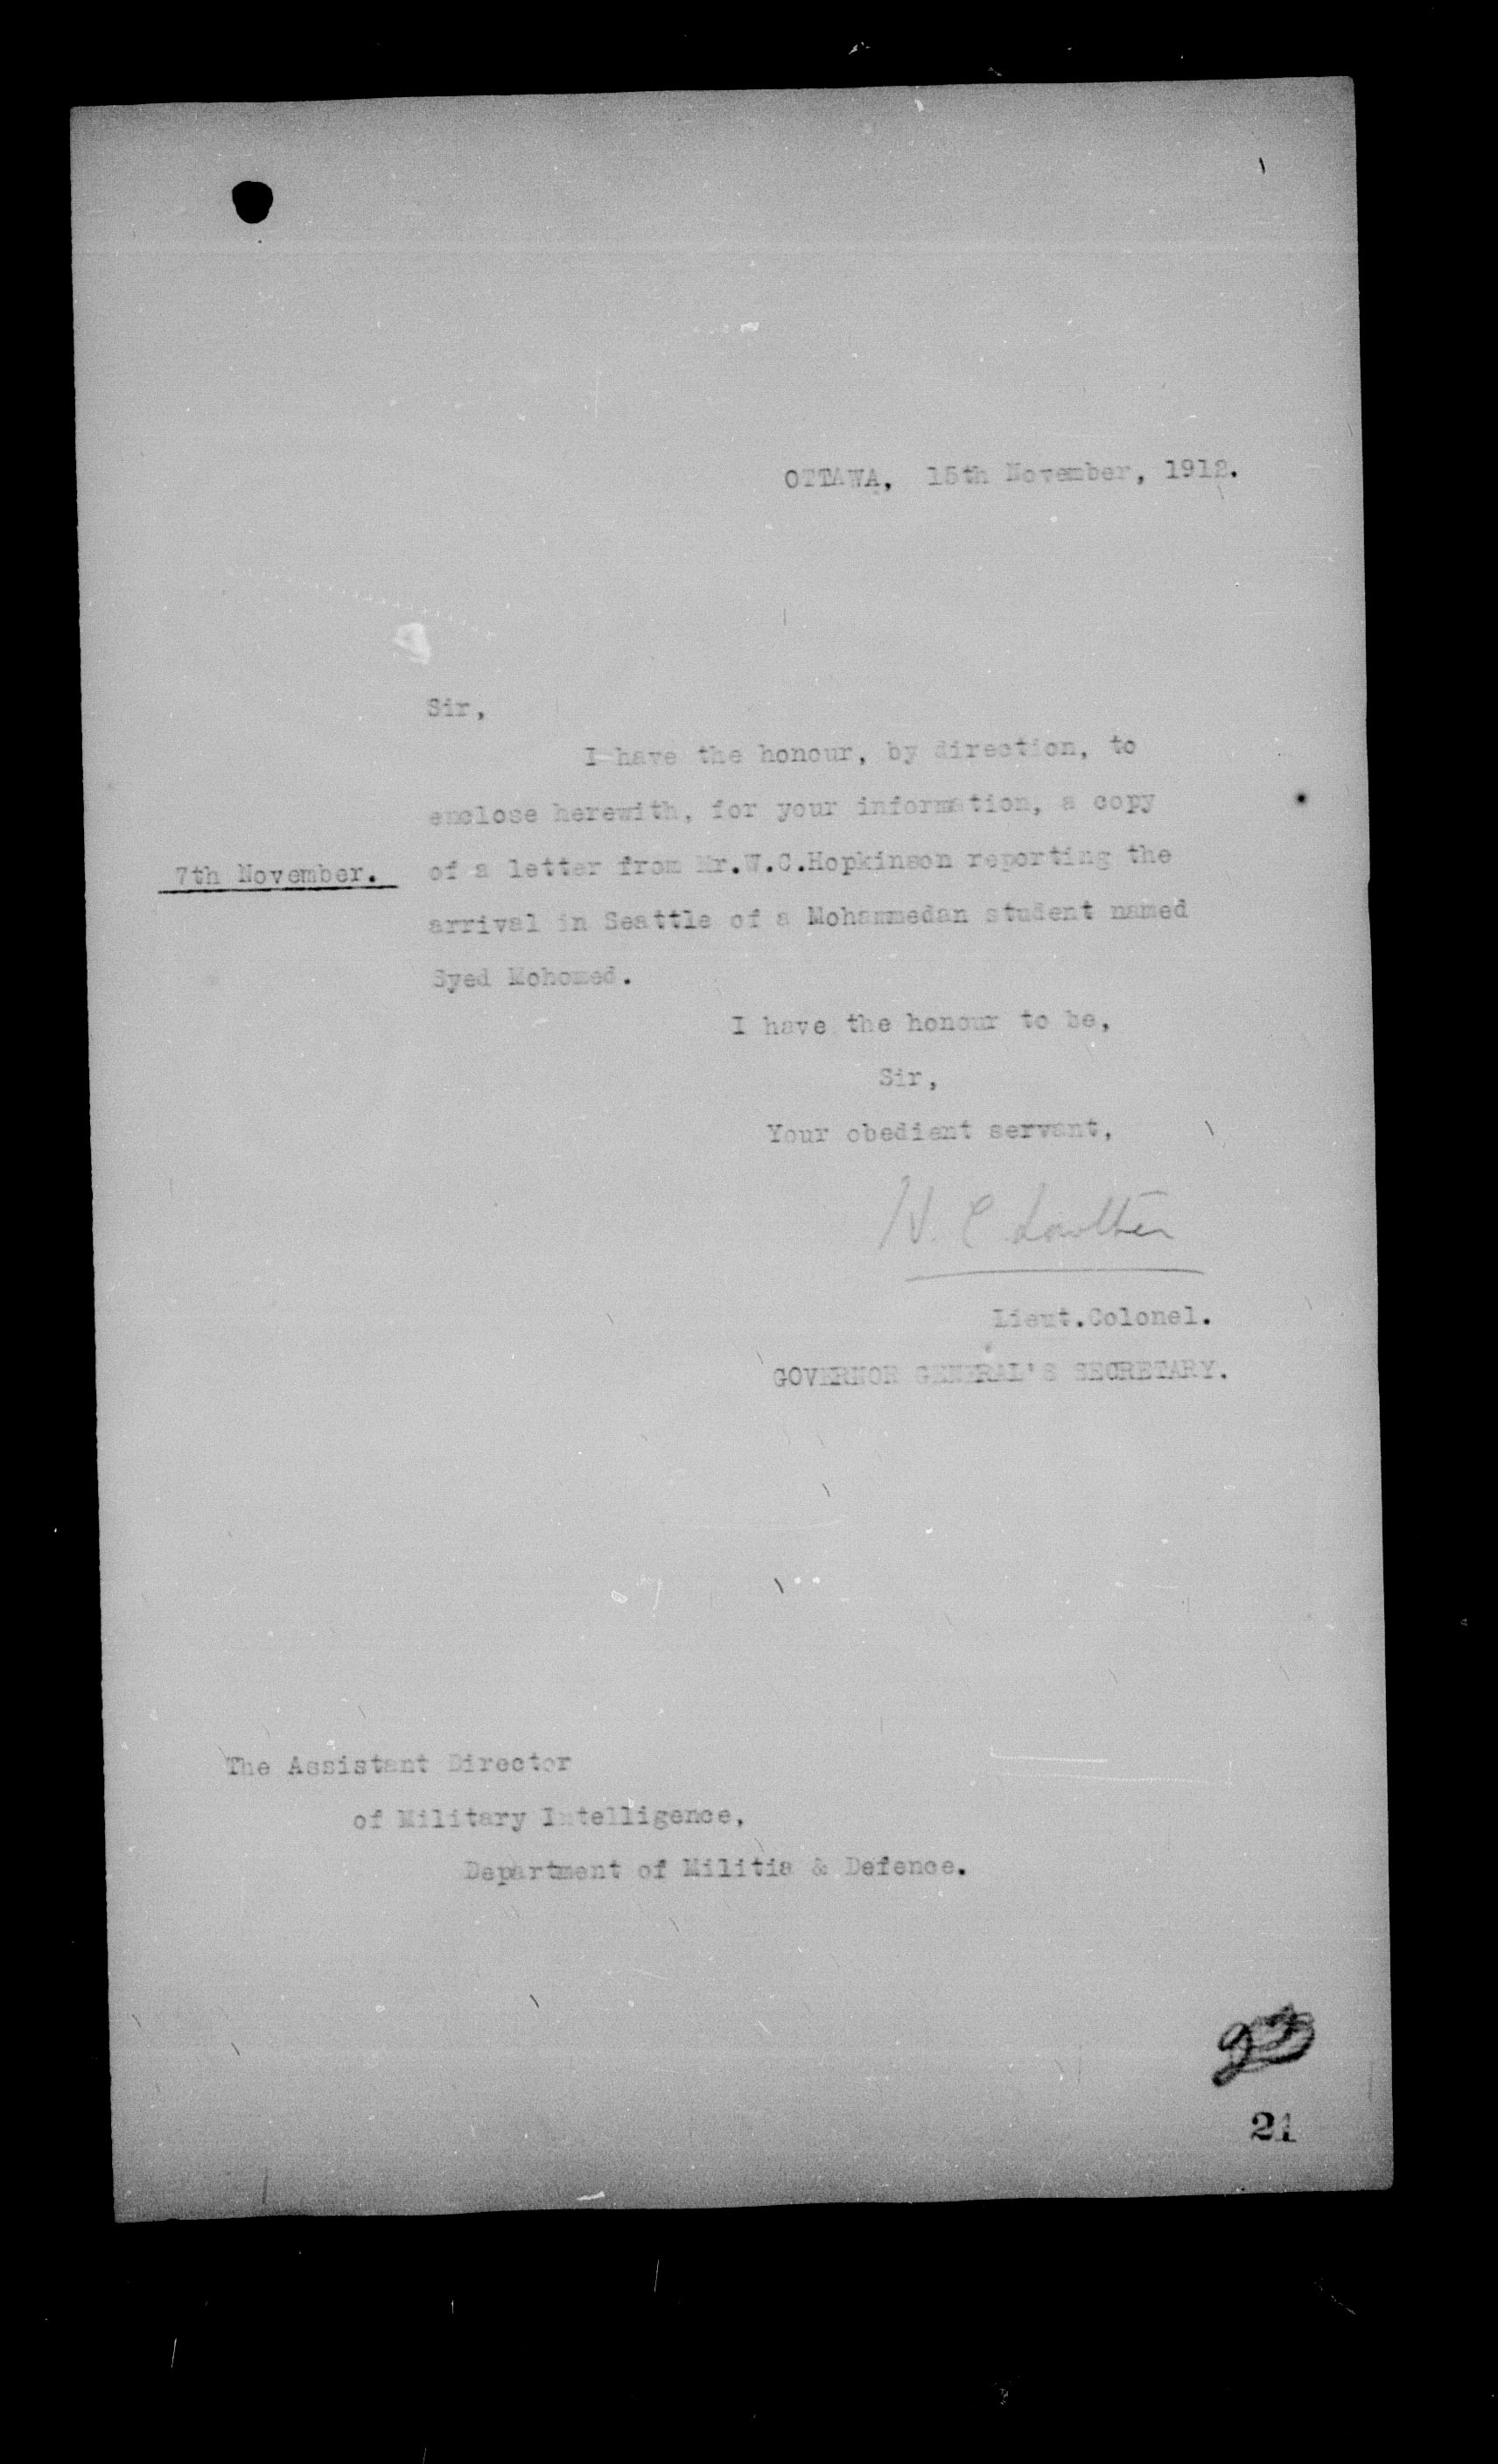 OTTAWA, 15th November, 1912.
Sir,
I have the honour, by direction, to
enclose herewith, for your information, a copy
7th November. of a letter from Mr.W.C.Hopkinson reporting the
arrival in Seattle of a Mohammedan student named
Syed Mohomed.
I have the honour to be,
Sir,
Your obedient servant,
H. C. Lowther
Lieut.Colonel.
GOVERNOR GENERAL'S SECRETARY.
The Assistant Director
of Military Intelligence,
Department of Militia & Defence.
21